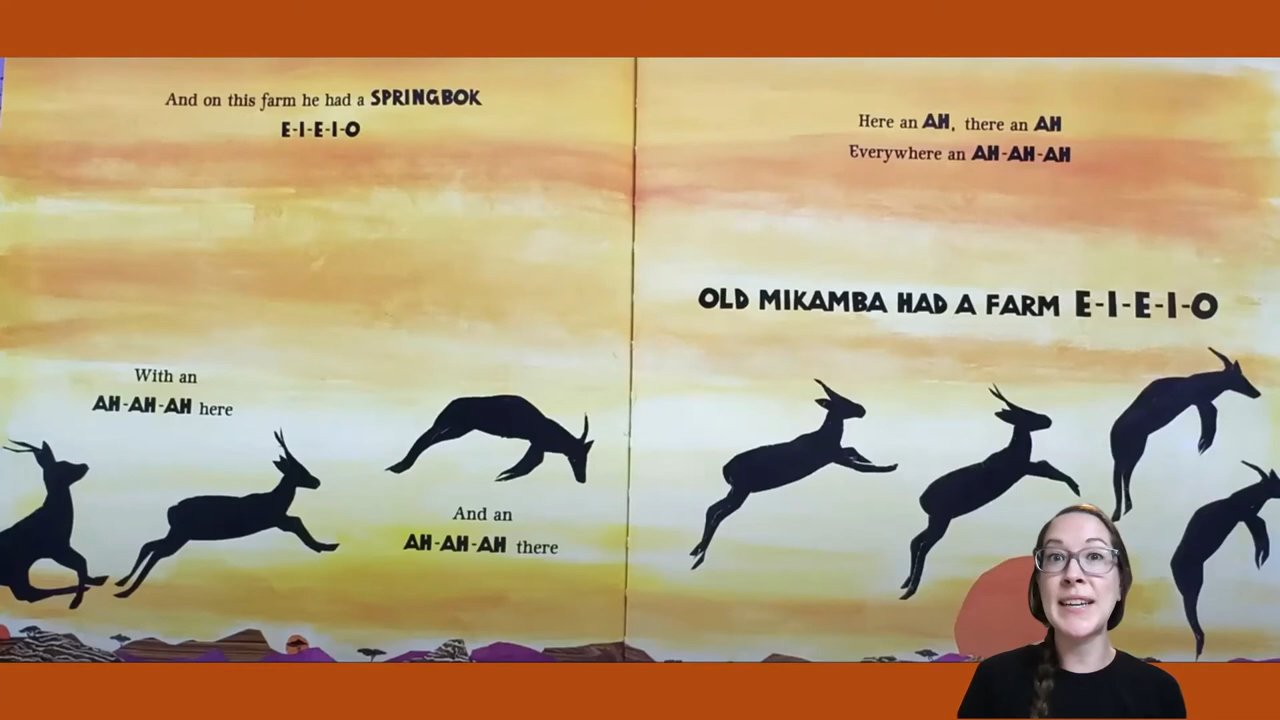 And on this farm he had a SPRINGBOK
E-I-E-I-O
With an
AH-AH-AH here
And an
AH-AH-AH there
Here an AH, there an AH
Everywhere an AH-AH-AH
OLD MIKAMBA HAD A FARM E-I-E-I-O